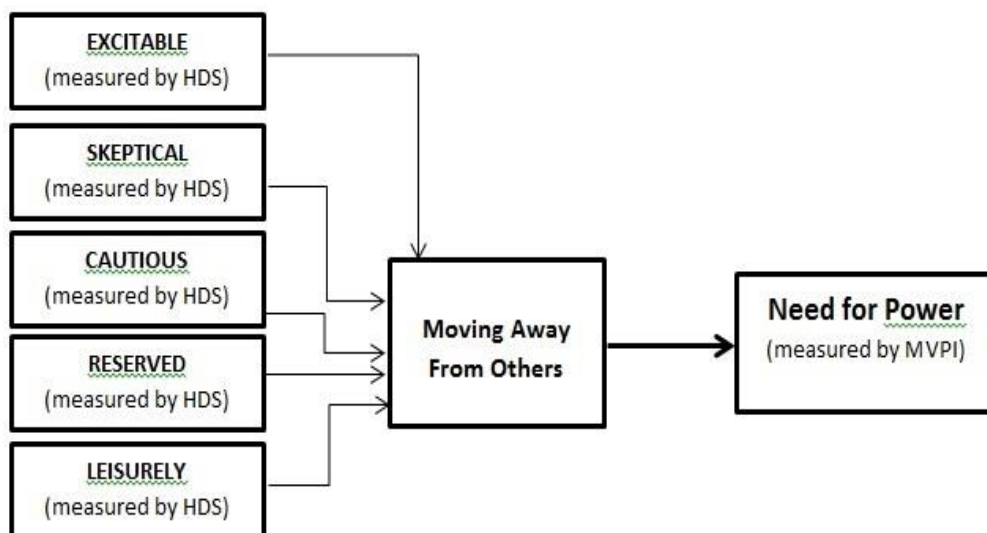 EXCITABLE
(measured by HDS)
SKEPTICAL
(measured by HDS)
CAUTIOUS
(measured by HDS)
RESERVED
(measured by HDS)
LEISURELY
(measured by HDS)
Moving Away
From Others
Need for Power
(measured by MVPI)